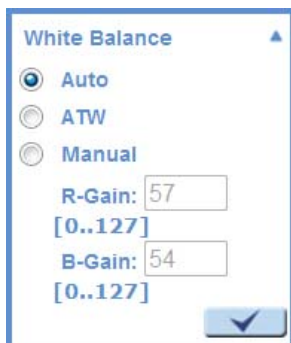 White Balance
Auto
ATW
Manual
R-Gain: 57
[0..127]
B-Gain: 54
[0..127]